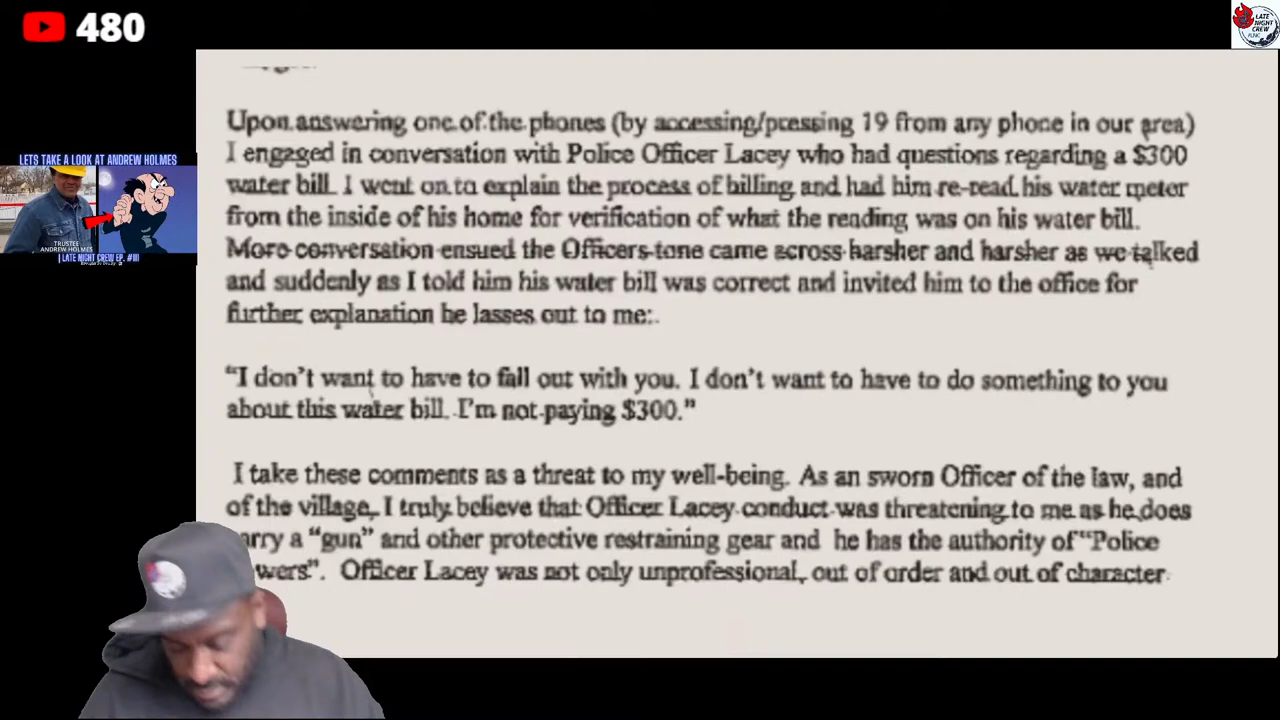 480
LATE
NIGHT
CREW
LETS TAKE A LOOK AT ANDREW HOLMES
TRUSTEE
ANDREW HOLMES
| LATE NIGHT CREW EP. #111
Upon answering one of the phones (by accessing/pressing 19 from any phone in our area)
I engaged in conversation with Police Officer Lacey who had questions regarding a $300
water bill. I went on to explain the process of billing and had him re-read his water meter
from the inside of his home for verification of what the reading was on his water bill.
More conversation ensued the Officers tone came across harsher and harsher as we talked
and suddenly as I told him his water bill was correct and invited him to the office for
further explanation he lasses out to me:.
“I don’t want to have to fall out with you. I don’t want to have to do something to you
about this water bill. I’m not paying $300.”
I take these comments as a threat to my well-being. As an sworn Officer of the law, and
of the village, I truly believe that Officer Lacey conduct was threatening to me as he does
arry a “gun” and other protective restraining gear and he has the authority of “Police
owers”. Officer Lacey was not only unprofessional, out of order and out of character